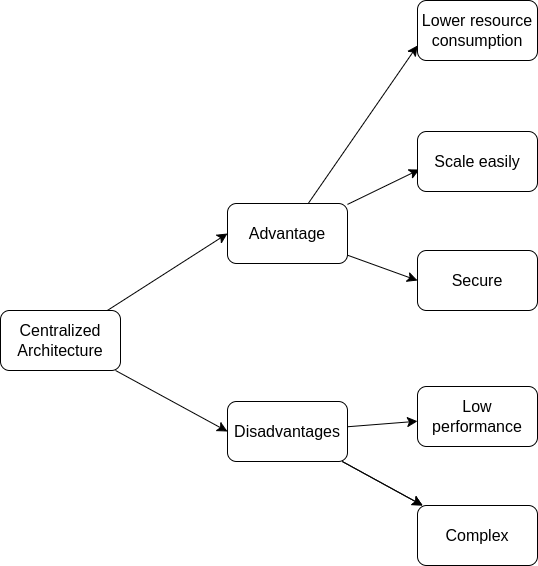 Lower resource
consumption
Scale easily
Advantage
Secure
Centralized
Architecture
Low
performance
Disadvantages
Complex